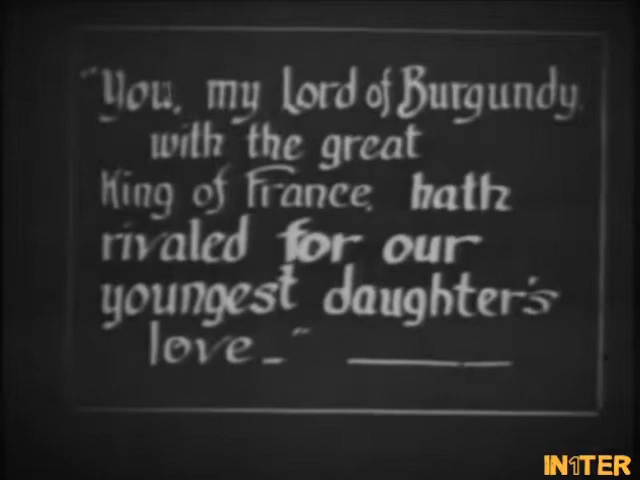 "You, my Lord of Burgundy,
with the great
King of France, hath
rivaled for our
youngest daughter's
love—"
IN1TER